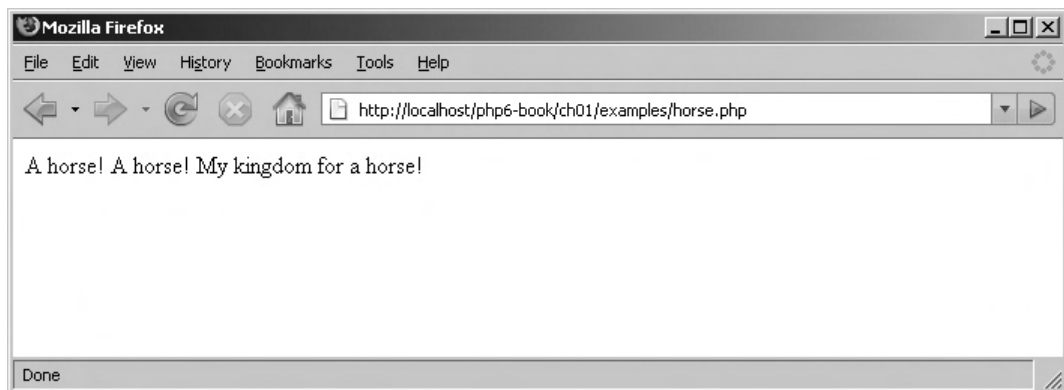 Mozilla Firefox
File Edit View History Bookmarks Tools Help
http://localhost/php6-book/ch01/examples/horse.php
A horse! A horse! My kingdom for a horse!
Done